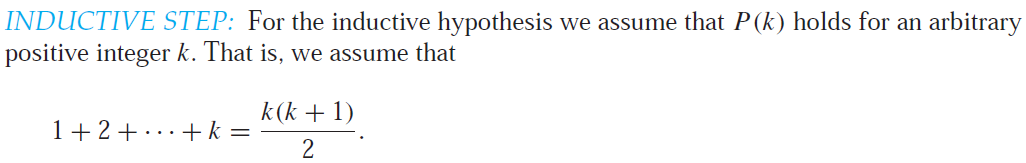 INDUCTIVE STEP: For the inductive hypothesis we assume that P(k) holds for an arbitrary
positive integer k. That is, we assume that
1 + 2 + · · · + k = k(k + 1) / 2 .